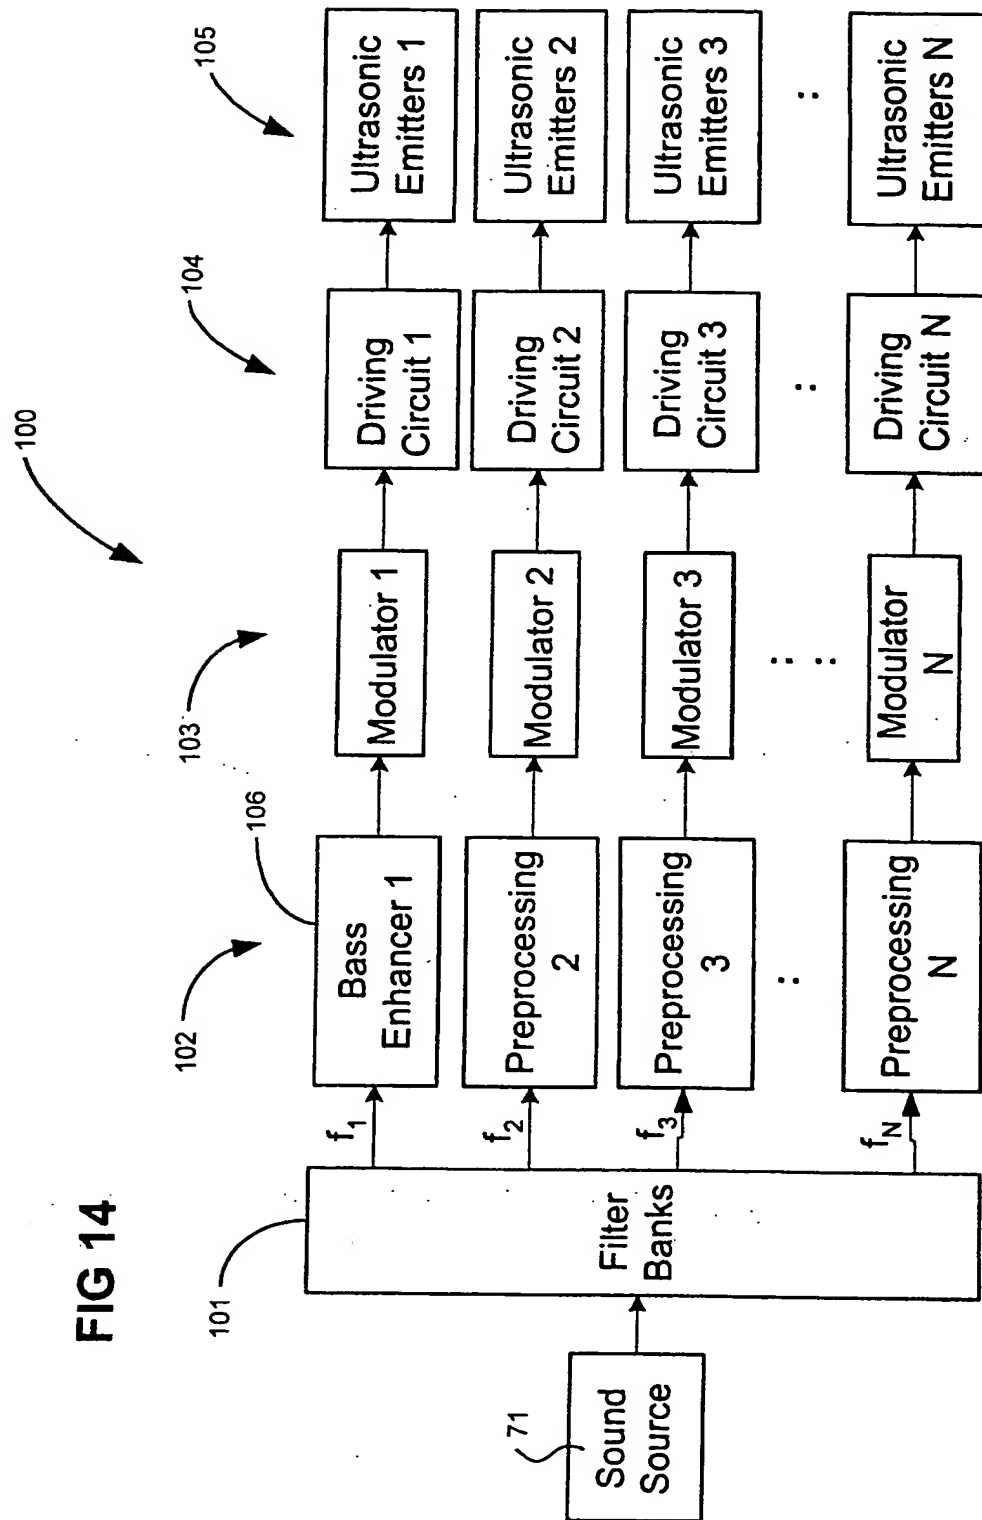 FIG 14
100
101
102
103
104
105
106
71
Sound
Source
Filter
Banks
f1
f2
f3
fN
Bass
Enhancer 1
Modulator 1
Driving
Circuit 1
Ultrasonic
Emitters 1
Preprocessing
2
Modulator 2
Driving
Circuit 2
Ultrasonic
Emitters 2
Preprocessing
3
Modulator 3
Driving
Circuit 3
Ultrasonic
Emitters 3
Preprocessing
N
Modulator
N
Driving
Circuit N
Ultrasonic
Emitters N